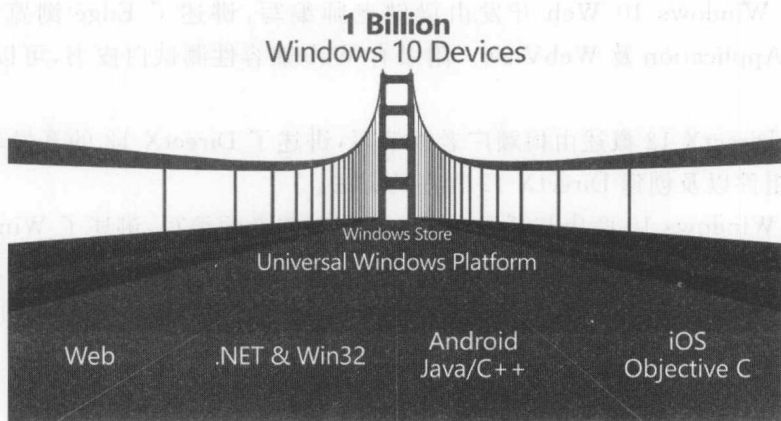 1 Billion
Windows 10 Devices
Windows Store
Universal Windows Platform
Web
.NET & Win32
Android
Java/C++
iOS
Objective C